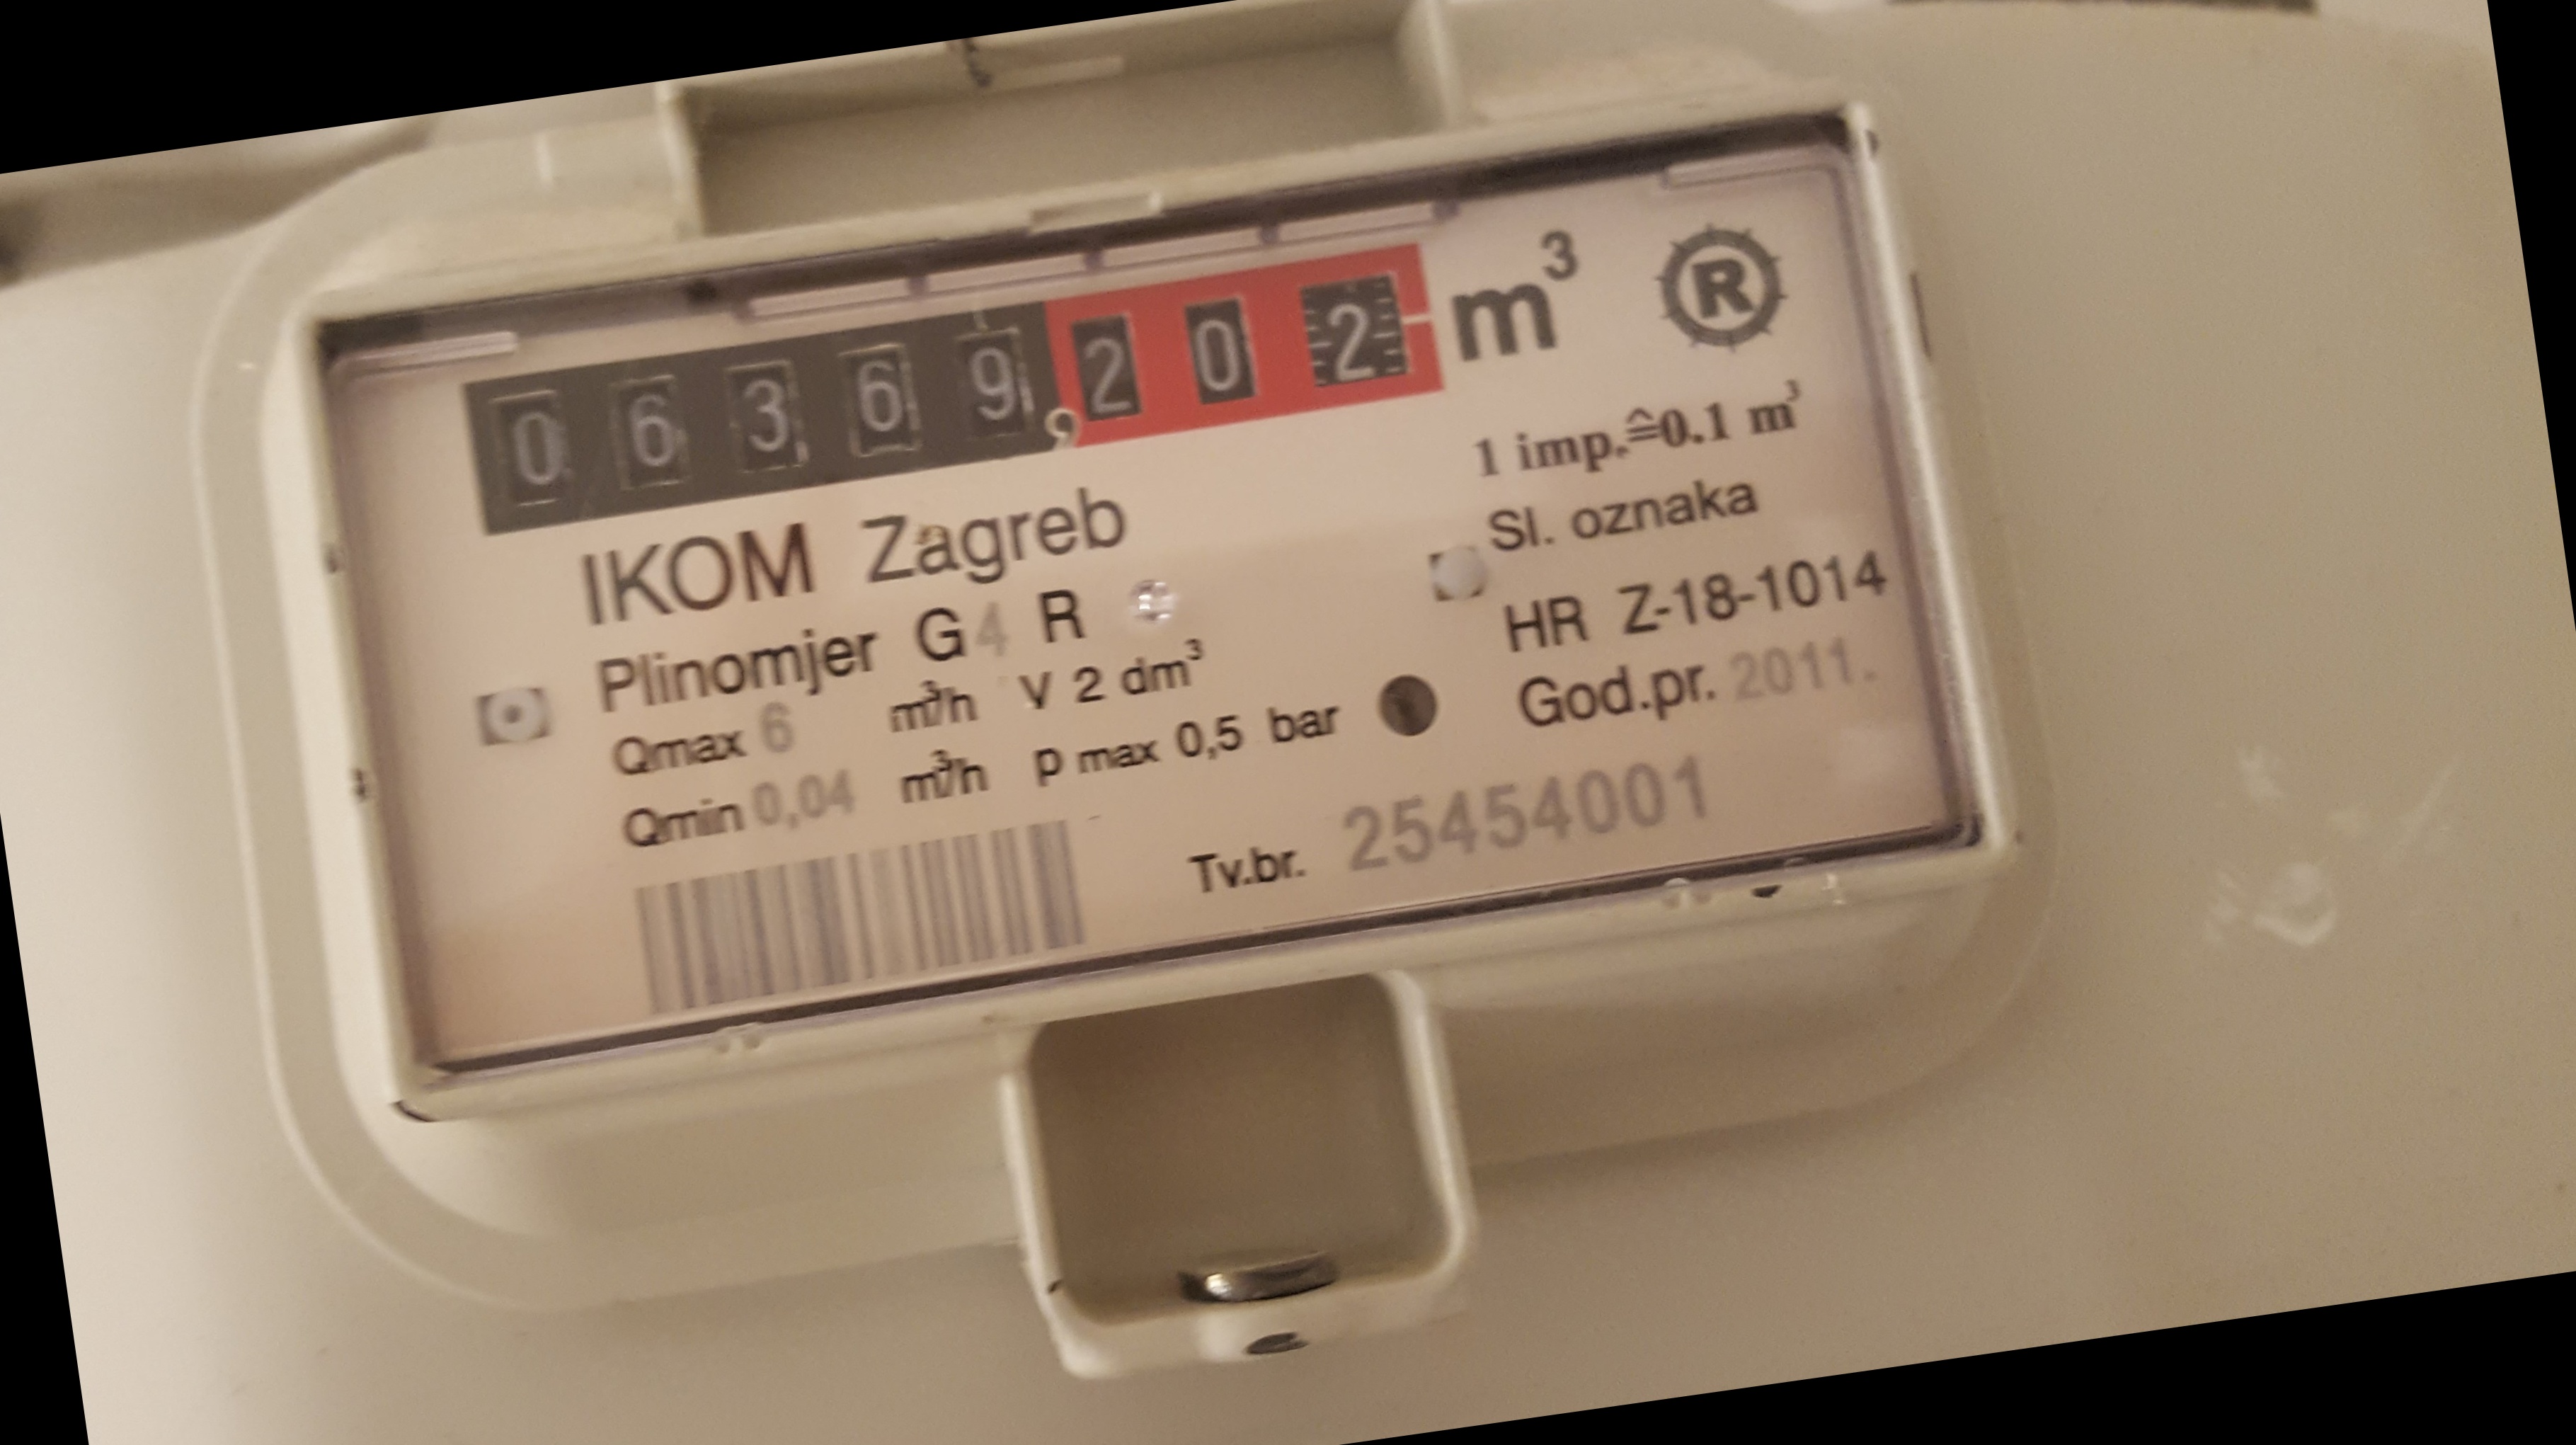 06369,202 m³ R
1 imp.≙0.1 m³
IKOM Zagreb
Sl. oznaka
Plinomjer G4 R
HR Z-18-1014
Qmax 6 m³/h V 2 dm³
God.pr. 2011.
Qmin 0,04 m³/h p max 0,5 bar
Tv.br. 25454001